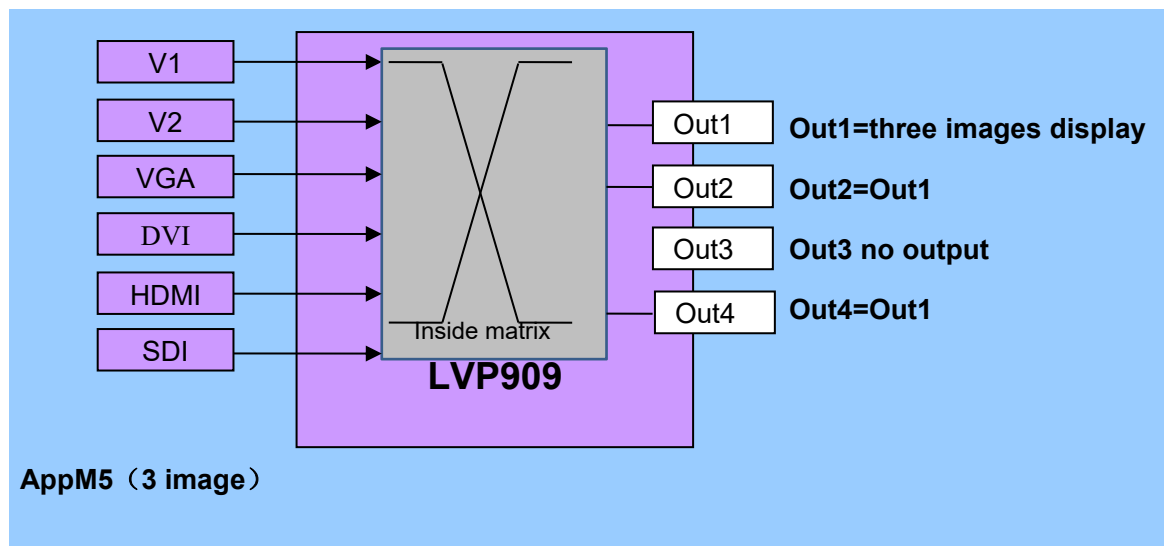 V1
V2
VGA
DVI
HDMI
SDI
Inside matrix
LVP909
Out1
Out2
Out3
Out4
Out1=three images display
Out2=Out1
Out3 no output
Out4=Out1
AppM5（3 image）